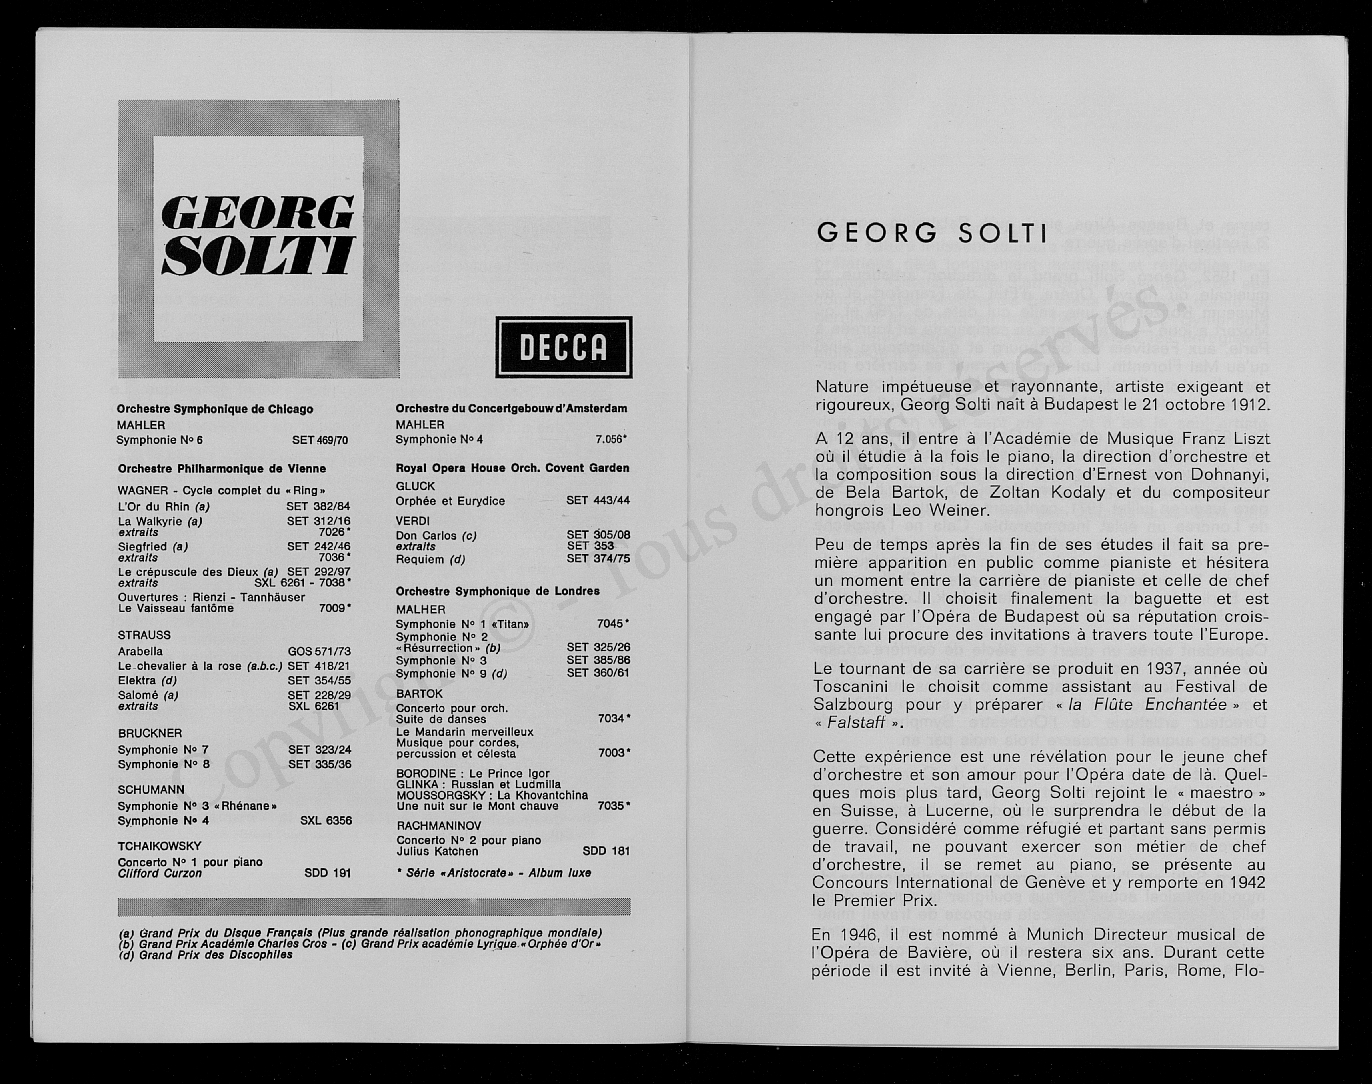 GEORG
SOLTI
DECCA
Orchestre Symphonique de Chicago
MAHLER
Symphonie Nº 6 SET 469/70
Orchestre Philharmonique de Vienne
WAGNER - Cycle complet du « Ring »
L'Or du Rhin (a) SET 382/84
La Walkyrie (a) SET 312/16
extraits 7026*
Siegfried (a) SET 242/46
extraits 7036*
Le crépuscule des Dieux (a) SET 292/97
extraits SXL 6261 - 7038*
Ouvertures : Rienzi - Tannhäuser
Le Vaisseau fantôme 7009*
STRAUSS
Arabella GOS 571/73
Le chevalier à la rose (a.b.c.) SET 418/21
Elektra (d) SET 354/55
Salomé (a) SET 228/29
extraits SXL 6261
BRUCKNER
Symphonie Nº 7 SET 323/24
Symphonie Nº 8 SET 335/36
SCHUMANN
Symphonie Nº 3 « Rhénane »
Symphonie Nº 4 SXL 6356
TCHAIKOWSKY
Concerto Nº 1 pour piano
Clifford Curzon SDD 191
Orchestre du Concertgebouw d'Amsterdam
MAHLER
Symphonie Nº 4 7.056*
Royal Opera House Orch. Covent Garden
GLUCK
Orphée et Eurydice SET 443/44
VERDI
Don Carlos (c) SET 305/08
extraits SET 353
Requiem (d) SET 374/75
Orchestre Symphonique de Londres
MALHER
Symphonie Nº 1 «Titan» 7045*
Symphonie Nº 2
« Résurrection » (b) SET 325/26
Symphonie Nº 3 SET 385/86
Symphonie Nº 9 (d) SET 360/61
BARTOK
Concerto pour orch.
Suite de danses 7034*
Le Mandarin merveilleux
Musique pour cordes,
percussion et célesta 7003*
BORODINE : Le Prince Igor
GLINKA : Russlan et Ludmilla
MOUSSORGSKY : La Khovantchina
Une nuit sur le Mont chauve 7035*
RACHMANINOV
Concerto Nº 2 pour piano
Julius Katchen SDD 181
* Série «Aristocrate» - Album luxe
(a) Grand Prix du Disque Français (Plus grande réalisation phonographique mondiale)
(b) Grand Prix Académie Charles Cros - (c) Grand Prix académie Lyrique «Orphée d'Or»
(d) Grand Prix des Discophiles
GEORG SOLTI
Nature impétueuse et rayonnante, artiste exigeant et
rigoureux, Georg Solti naît à Budapest le 21 octobre 1912.
A 12 ans, il entre à l'Académie de Musique Franz Liszt
où il étudie à la fois le piano, la direction d'orchestre et
la composition sous la direction d'Ernest von Dohnanyi,
de Bela Bartok, de Zoltan Kodaly et du compositeur
hongrois Leo Weiner.
Peu de temps après la fin de ses études il fait sa pre-
mière apparition en public comme pianiste et hésitera
un moment entre la carrière de pianiste et celle de chef
d'orchestre. Il choisit finalement la baguette et est
engagé par l'Opéra de Budapest où sa réputation crois-
sante lui procure des invitations à travers toute l'Europe.
Le tournant de sa carrière se produit en 1937, année où
Toscanini le choisit comme assistant au Festival de
Salzbourg pour y préparer « la Flûte Enchantée » et
« Falstaff ».
Cette expérience est une révélation pour le jeune chef
d'orchestre et son amour pour l'Opéra date de là. Quel-
ques mois plus tard, Georg Solti rejoint le « maestro »
en Suisse, à Lucerne, où le surprendra le début de la
guerre. Considéré comme réfugié et partant sans permis
de travail, ne pouvant exercer son métier de chef
d'orchestre, il se remet au piano, se présente au
Concours International de Genève et y remporte en 1942
le Premier Prix.
En 1946, il est nommé à Munich Directeur musical de
l'Opéra de Bavière, où il restera six ans. Durant cette
période il est invité à Vienne, Berlin, Paris, Rome, Flo-
Copyright © - Tous droits réservés.